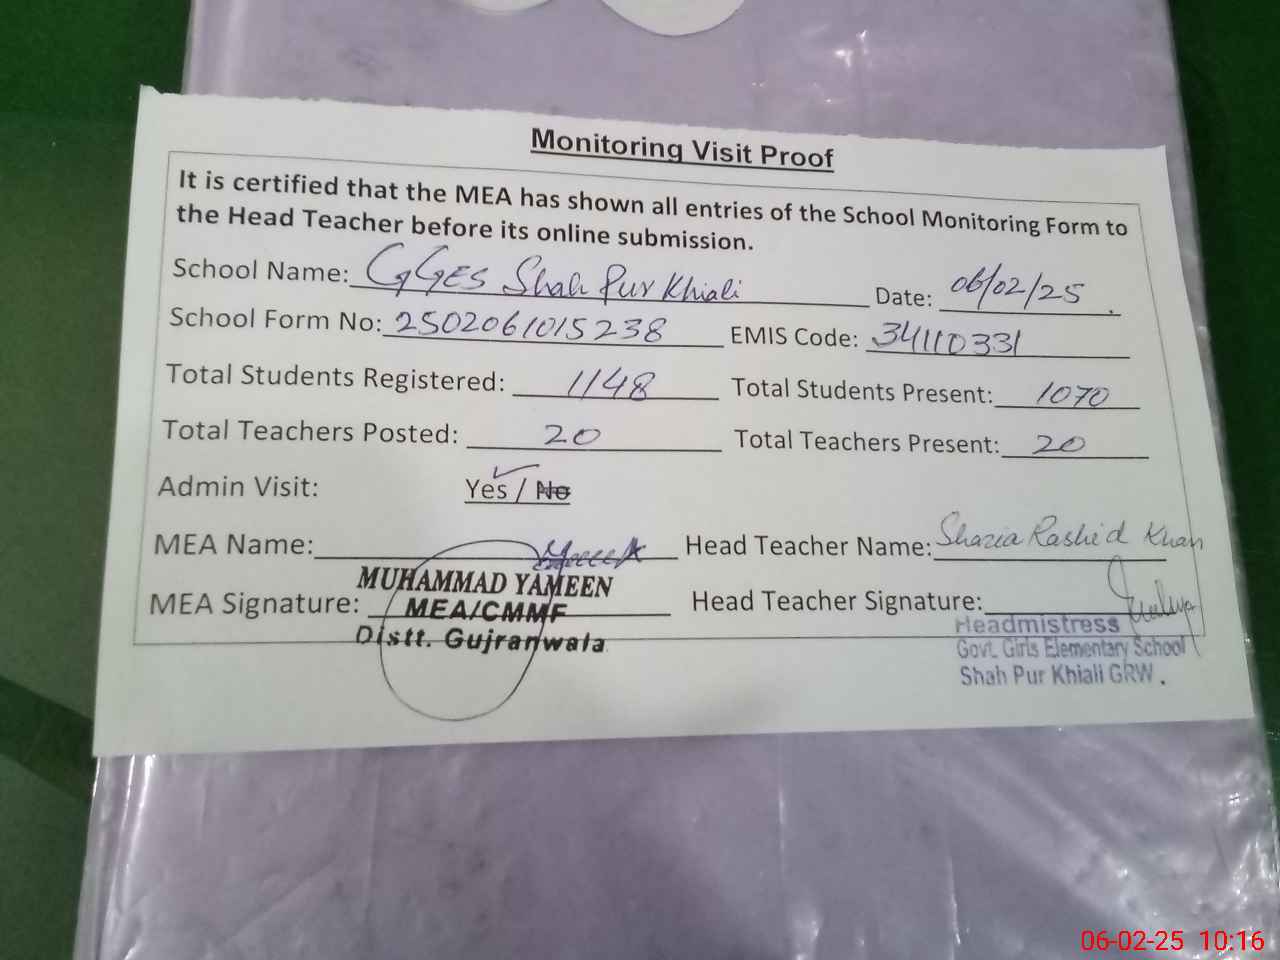 Monitoring Visit Proof
It is certified that the MEA has shown all entries of the School Monitoring Form to
the Head Teacher before its online submission.
School Name: GGES Shah Pur Khiali Date: 06/02/25
School Form No: 2502061015238 EMIS Code: 34110331
Total Students Registered: 1148 Total Students Present: 1070
Total Teachers Posted: 20 Total Teachers Present: 20
Admin Visit: Yes / No
MEA Name: Head Teacher Name: Shazia Rashid Khan
MUHAMMAD YAMEEN
MEA Signature: MEA/CMMF Head Teacher Signature:
Distt. Gujranwala
Headmistress
Govt. Girls Elementary School
Shah Pur Khiali GRW.
06-02-25 10:16